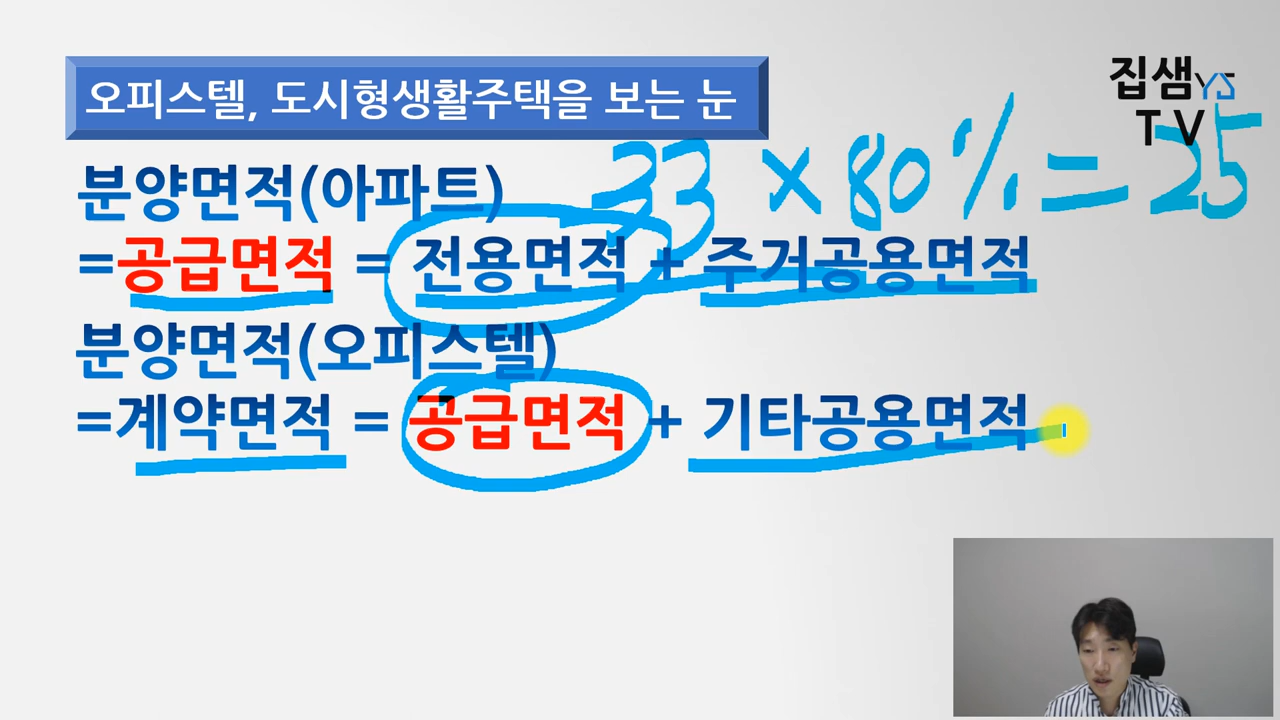 오피스텔, 도시형생활주택을 보는 눈
집샘YS
TV
33 × 80% = 25
분양면적(아파트)
=공급면적 = 전용면적 + 주거공용면적
분양면적(오피스텔)
=계약면적 = 공급면적 + 기타공용면적